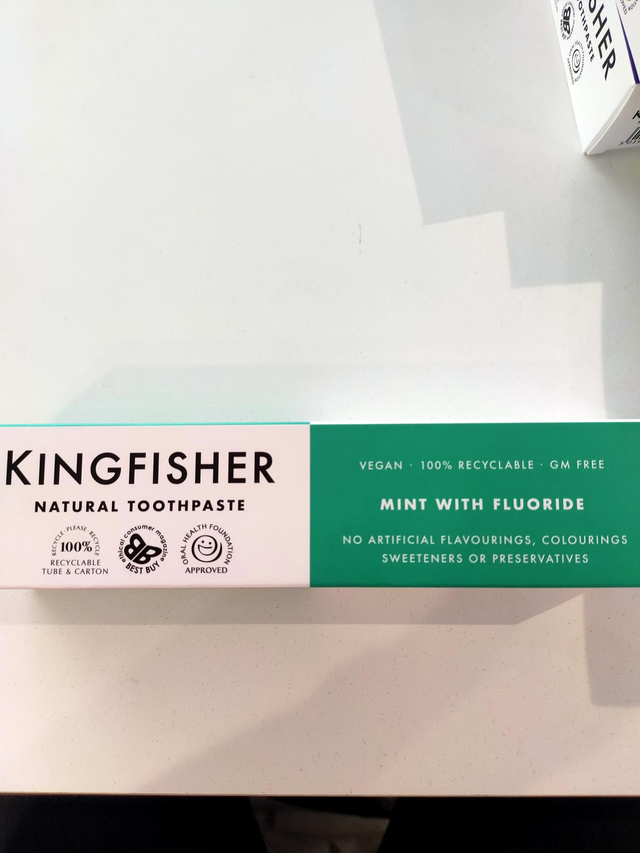 KINGFISHER
NATURAL TOOTHPASTE
RECYCLE · PLEASE · RECYCLE
100%
RECYCLABLE
TUBE & CARTON
ethical consumer magazine
BEST BUY
ORAL HEALTH FOUNDATION
APPROVED
VEGAN · 100% RECYCLABLE · GM FREE
MINT WITH FLUORIDE
NO ARTIFICIAL FLAVOURINGS, COLOURINGS
SWEETENERS OR PRESERVATIVES
SHER
OOTHPASTE